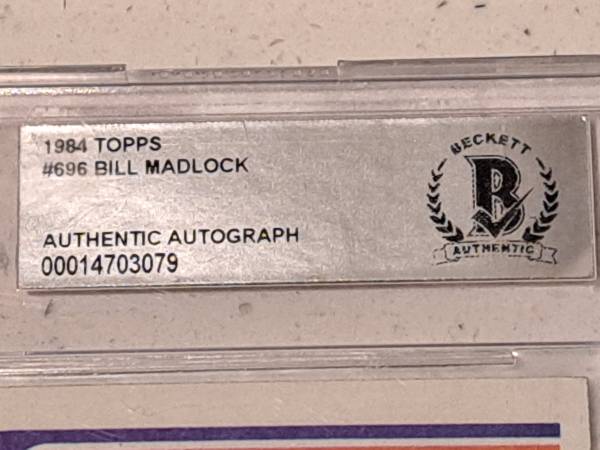 1984 TOPPS
#696 BILL MADLOCK
AUTHENTIC AUTOGRAPH
00014703079
BECKETT
B
AUTHENTIC